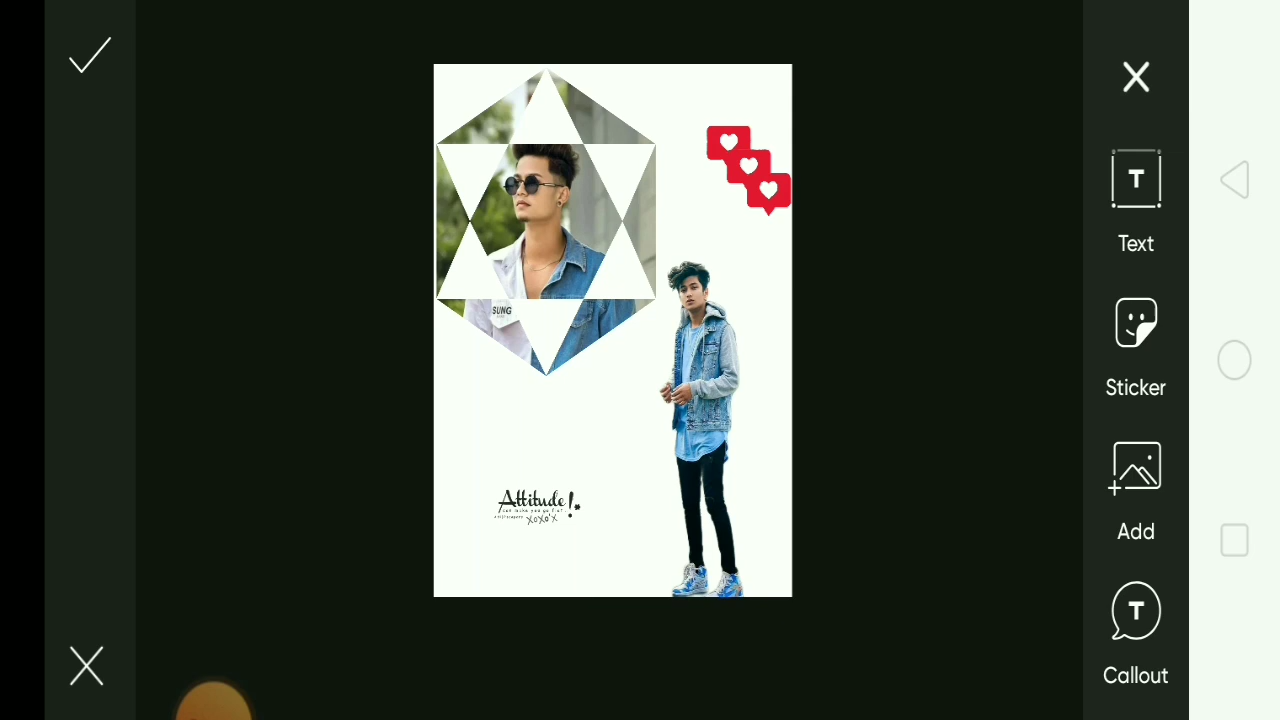 SUNG
Attitude!
xoxo'x
T
Text
Sticker
Add
T
Callout